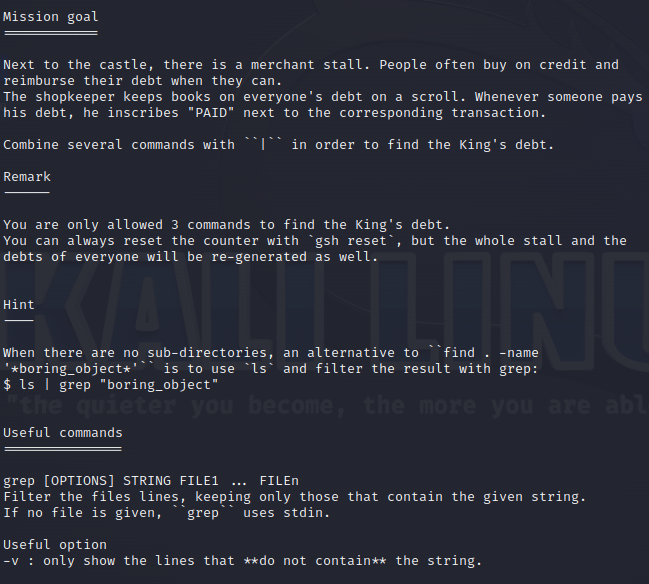 Mission goal
============
Next to the castle, there is a merchant stall. People often buy on credit and
reimburse their debt when they can.
The shopkeeper keeps books on everyone's debt on a scroll. Whenever someone pays
his debt, he inscribes "PAID" next to the corresponding transaction.
Combine several commands with ``|`` in order to find the King's debt.
Remark
------
You are only allowed 3 commands to find the King's debt.
You can always reset the counter with `gsh reset`, but the whole stall and the
debts of everyone will be re-generated as well.
KALI LINU
Hint
----
When there are no sub-directories, an alternative to ``find . -name
'*boring_object*'`` is to use `ls` and filter the result with grep:
$ ls | grep "boring_object"
"the quieter you become, the more you are abl
Useful commands
===============
grep [OPTIONS] STRING FILE1 ... FILEn
Filter the files lines, keeping only those that contain the given string.
If no file is given, ``grep`` uses stdin.
Useful option
-v : only show the lines that **do not contain** the string.